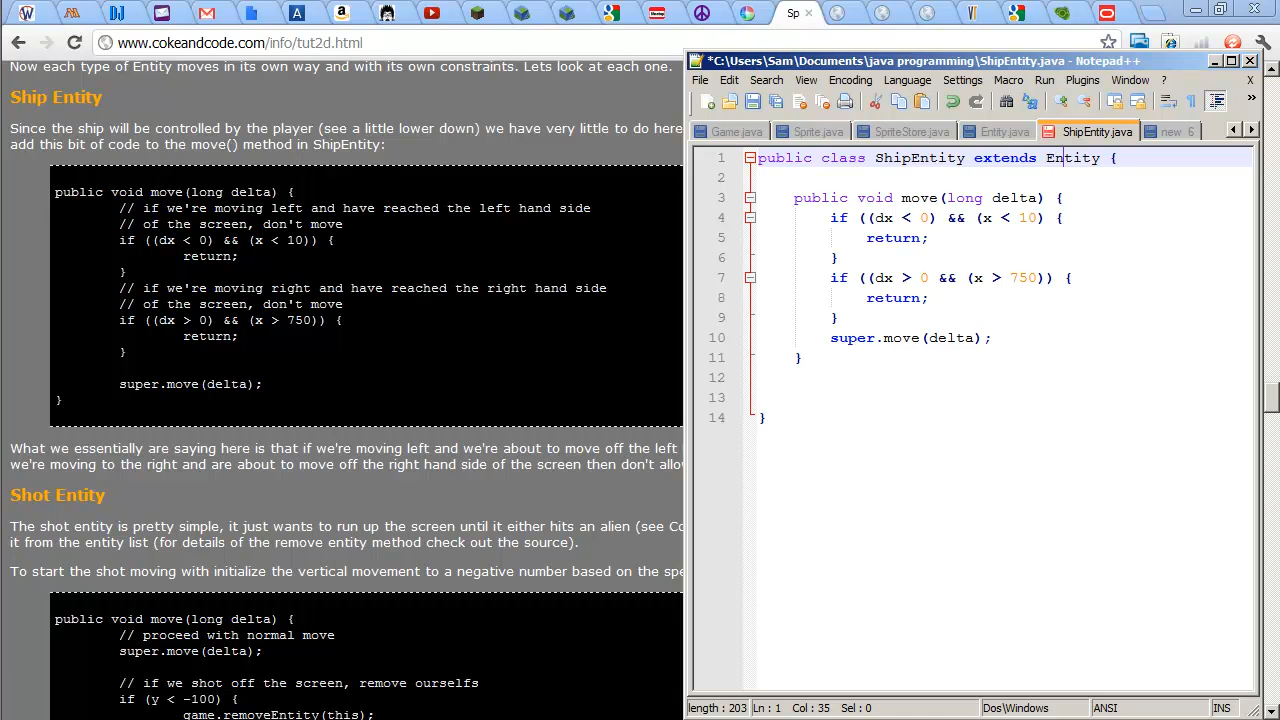 Sp
www.cokeandcode.com/info/tut2d.html
Now each type of Entity moves in its own way and with its own constraints. Lets look at each one.
Ship Entity
Since the ship will be controlled by the player (see a little lower down) we have very little to do here
add this bit of code to the move() method in ShipEntity:
public void move(long delta) {
// if we're moving left and have reached the left hand side
// of the screen, don't move
if ((dx < 0) && (x < 10)) {
return;
}
// if we're moving right and have reached the right hand side
// of the screen, don't move
if ((dx > 0) && (x > 750)) {
return;
}
super.move(delta);
}
What we essentially are saying here is that if we're moving left and we're about to move off the left
we're moving to the right and are about to move off the right hand side of the screen then don't allo
Shot Entity
The shot entity is pretty simple, it just wants to run up the screen until it either hits an alien (see Co
it from the entity list (for details of the remove entity method check out the source).
To start the shot moving with initialize the vertical movement to a negative number based on the spe
public void move(long delta) {
// proceed with normal move
super.move(delta);
// if we shot off the screen, remove ourselfs
if (y < -100) {
game.removeEntity(this);
*C:\Users\Sam\Documents\java programming\ShipEntity.java - Notepad++
File Edit Search View Encoding Language Settings Macro Run Plugins Window ? X
Game.java Sprite.java SpriteStore.java Entity.java ShipEntity.java new 6
1 public class ShipEntity extends Entity {
2
3 public void move(long delta) {
4 if ((dx < 0) && (x < 10) {
5 return;
6 }
7 if ((dx > 0 && (x > 750)) {
8 return;
9 }
10 super.move(delta);
11 }
12
13
14 }
length : 203 Ln : 1 Col : 35 Sel : 0 Dos\Windows ANSI INS